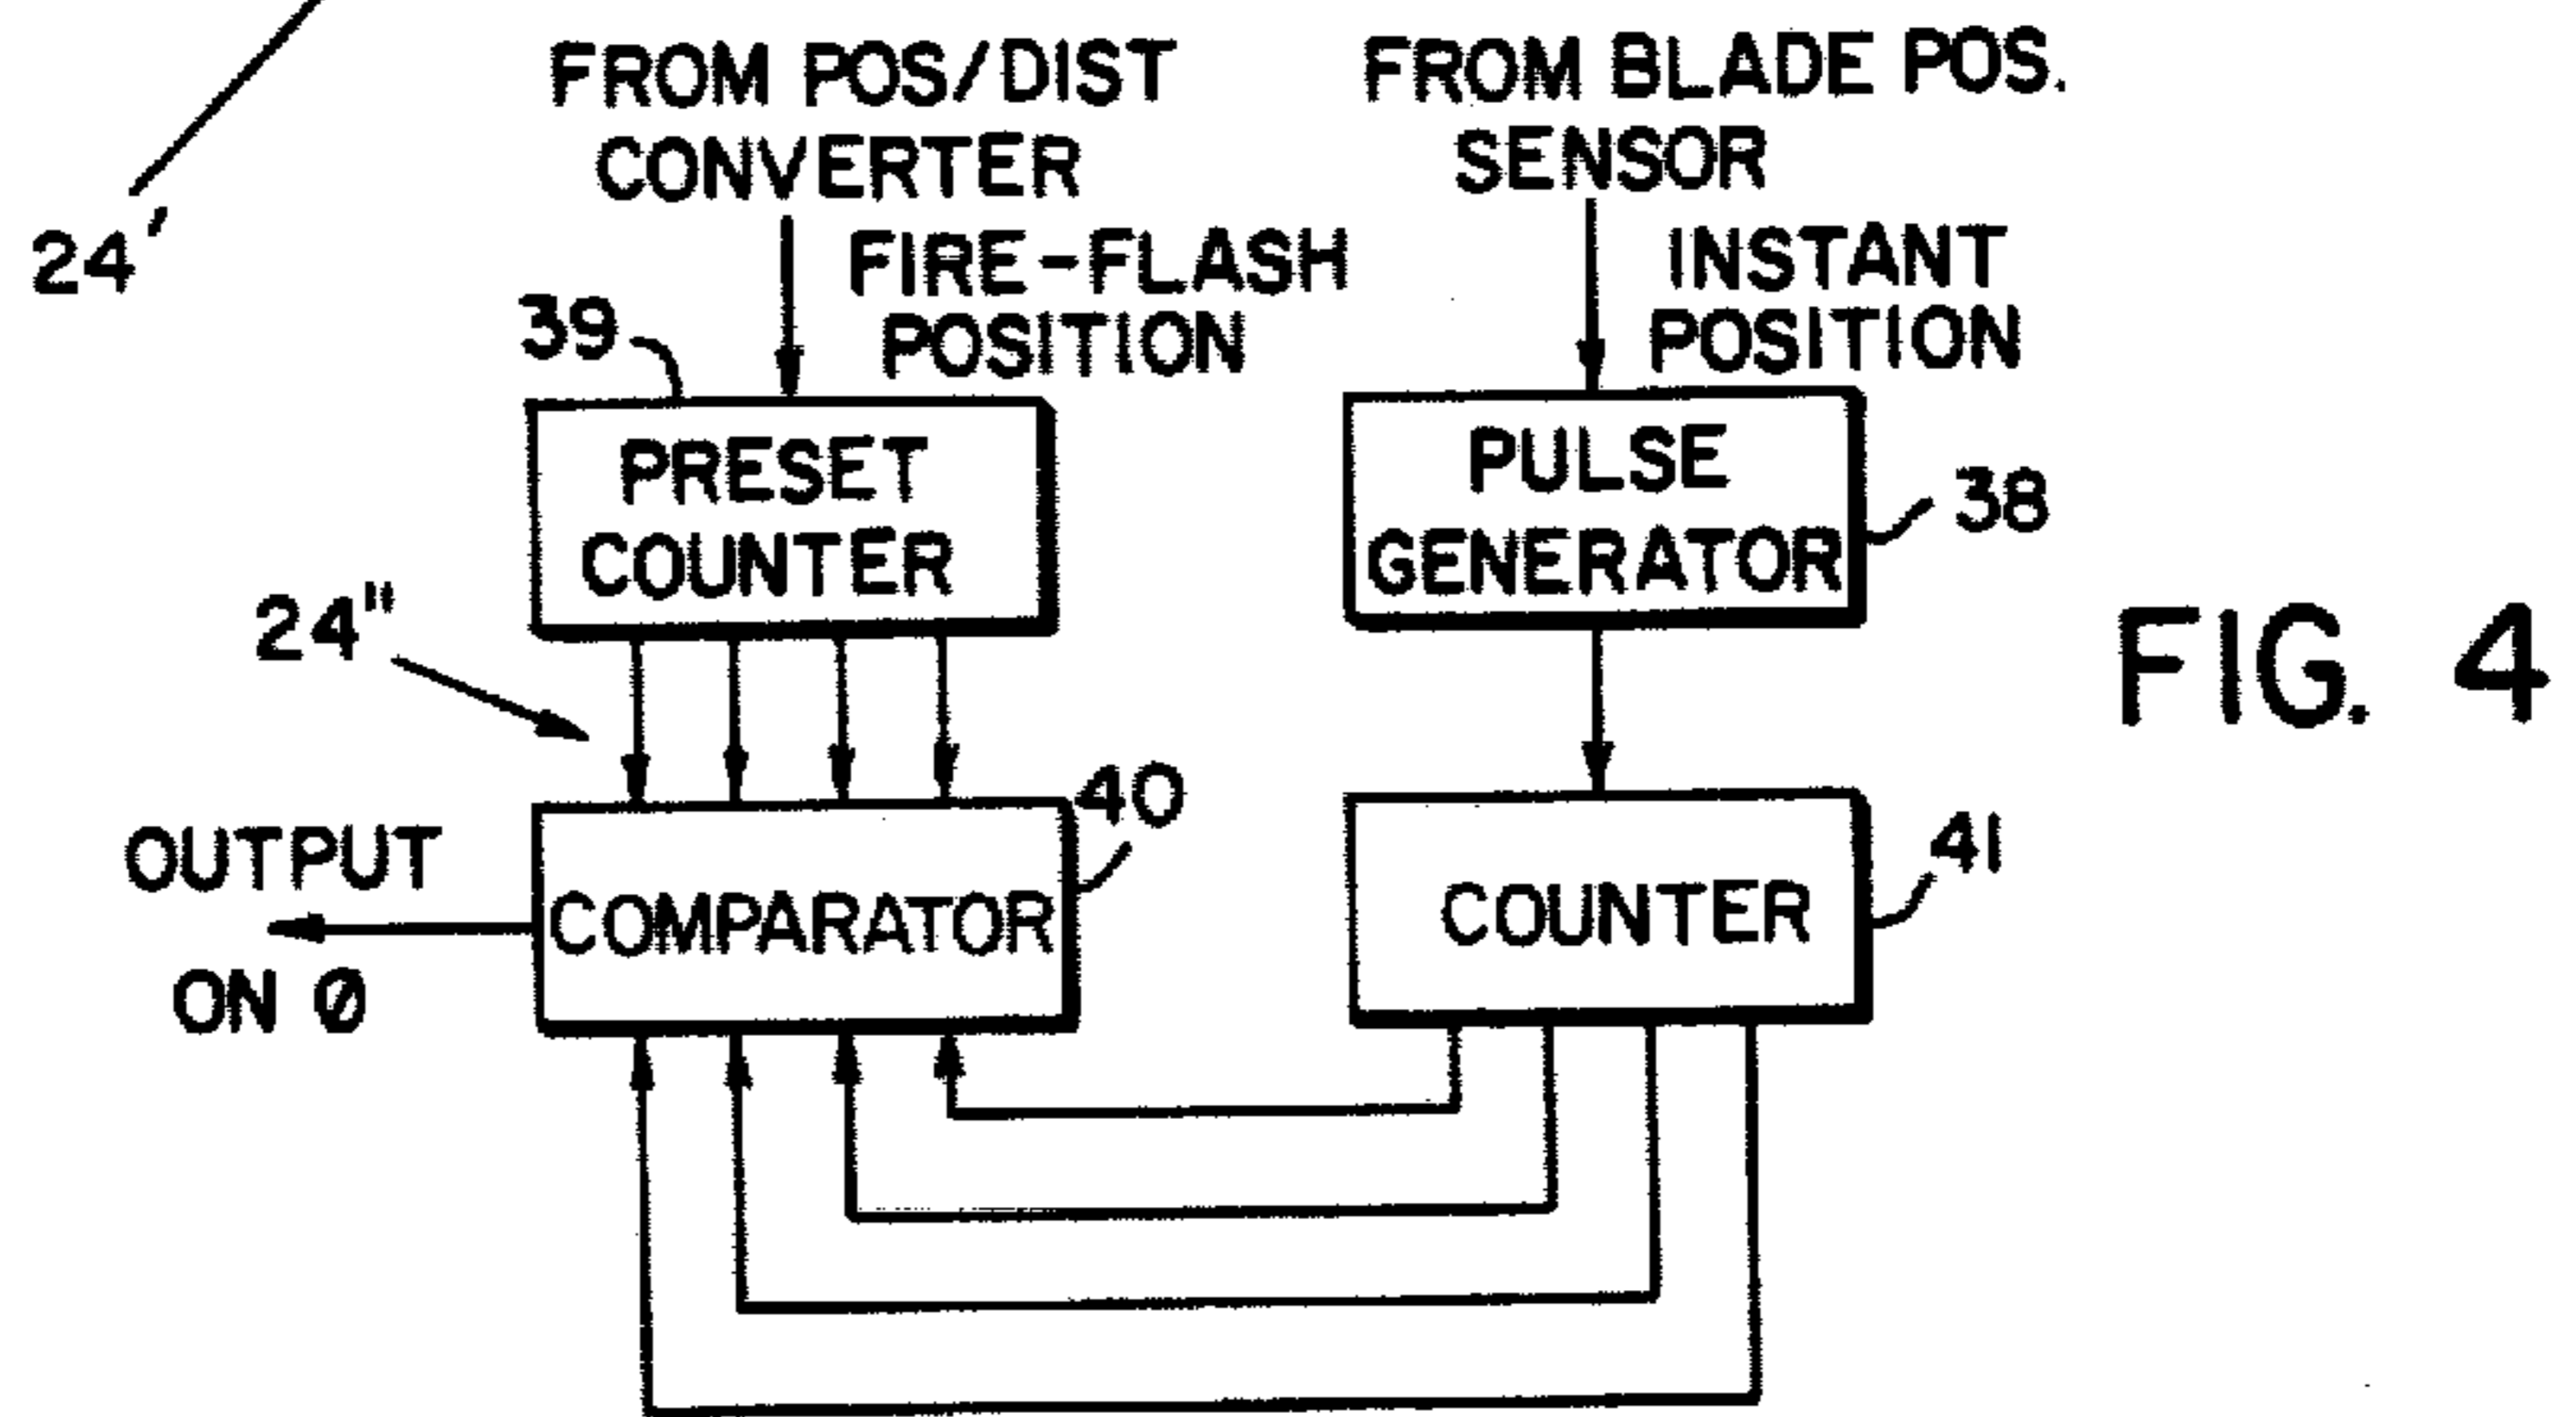 24'
FROM POS/DIST
CONVERTER
FIRE-FLASH
POSITION
39
PRESET
COUNTER
24"
FROM BLADE POS.
SENSOR
INSTANT
POSITION
PULSE
GENERATOR
38
FIG. 4
OUTPUT
ON Ø
COMPARATOR
40
COUNTER
41